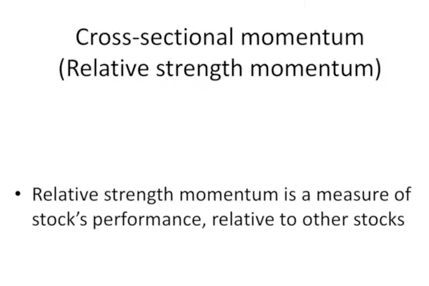 Cross-sectional momentum
(Relative strength momentum)
• Relative strength momentum is a measure of
stock's performance, relative to other stocks